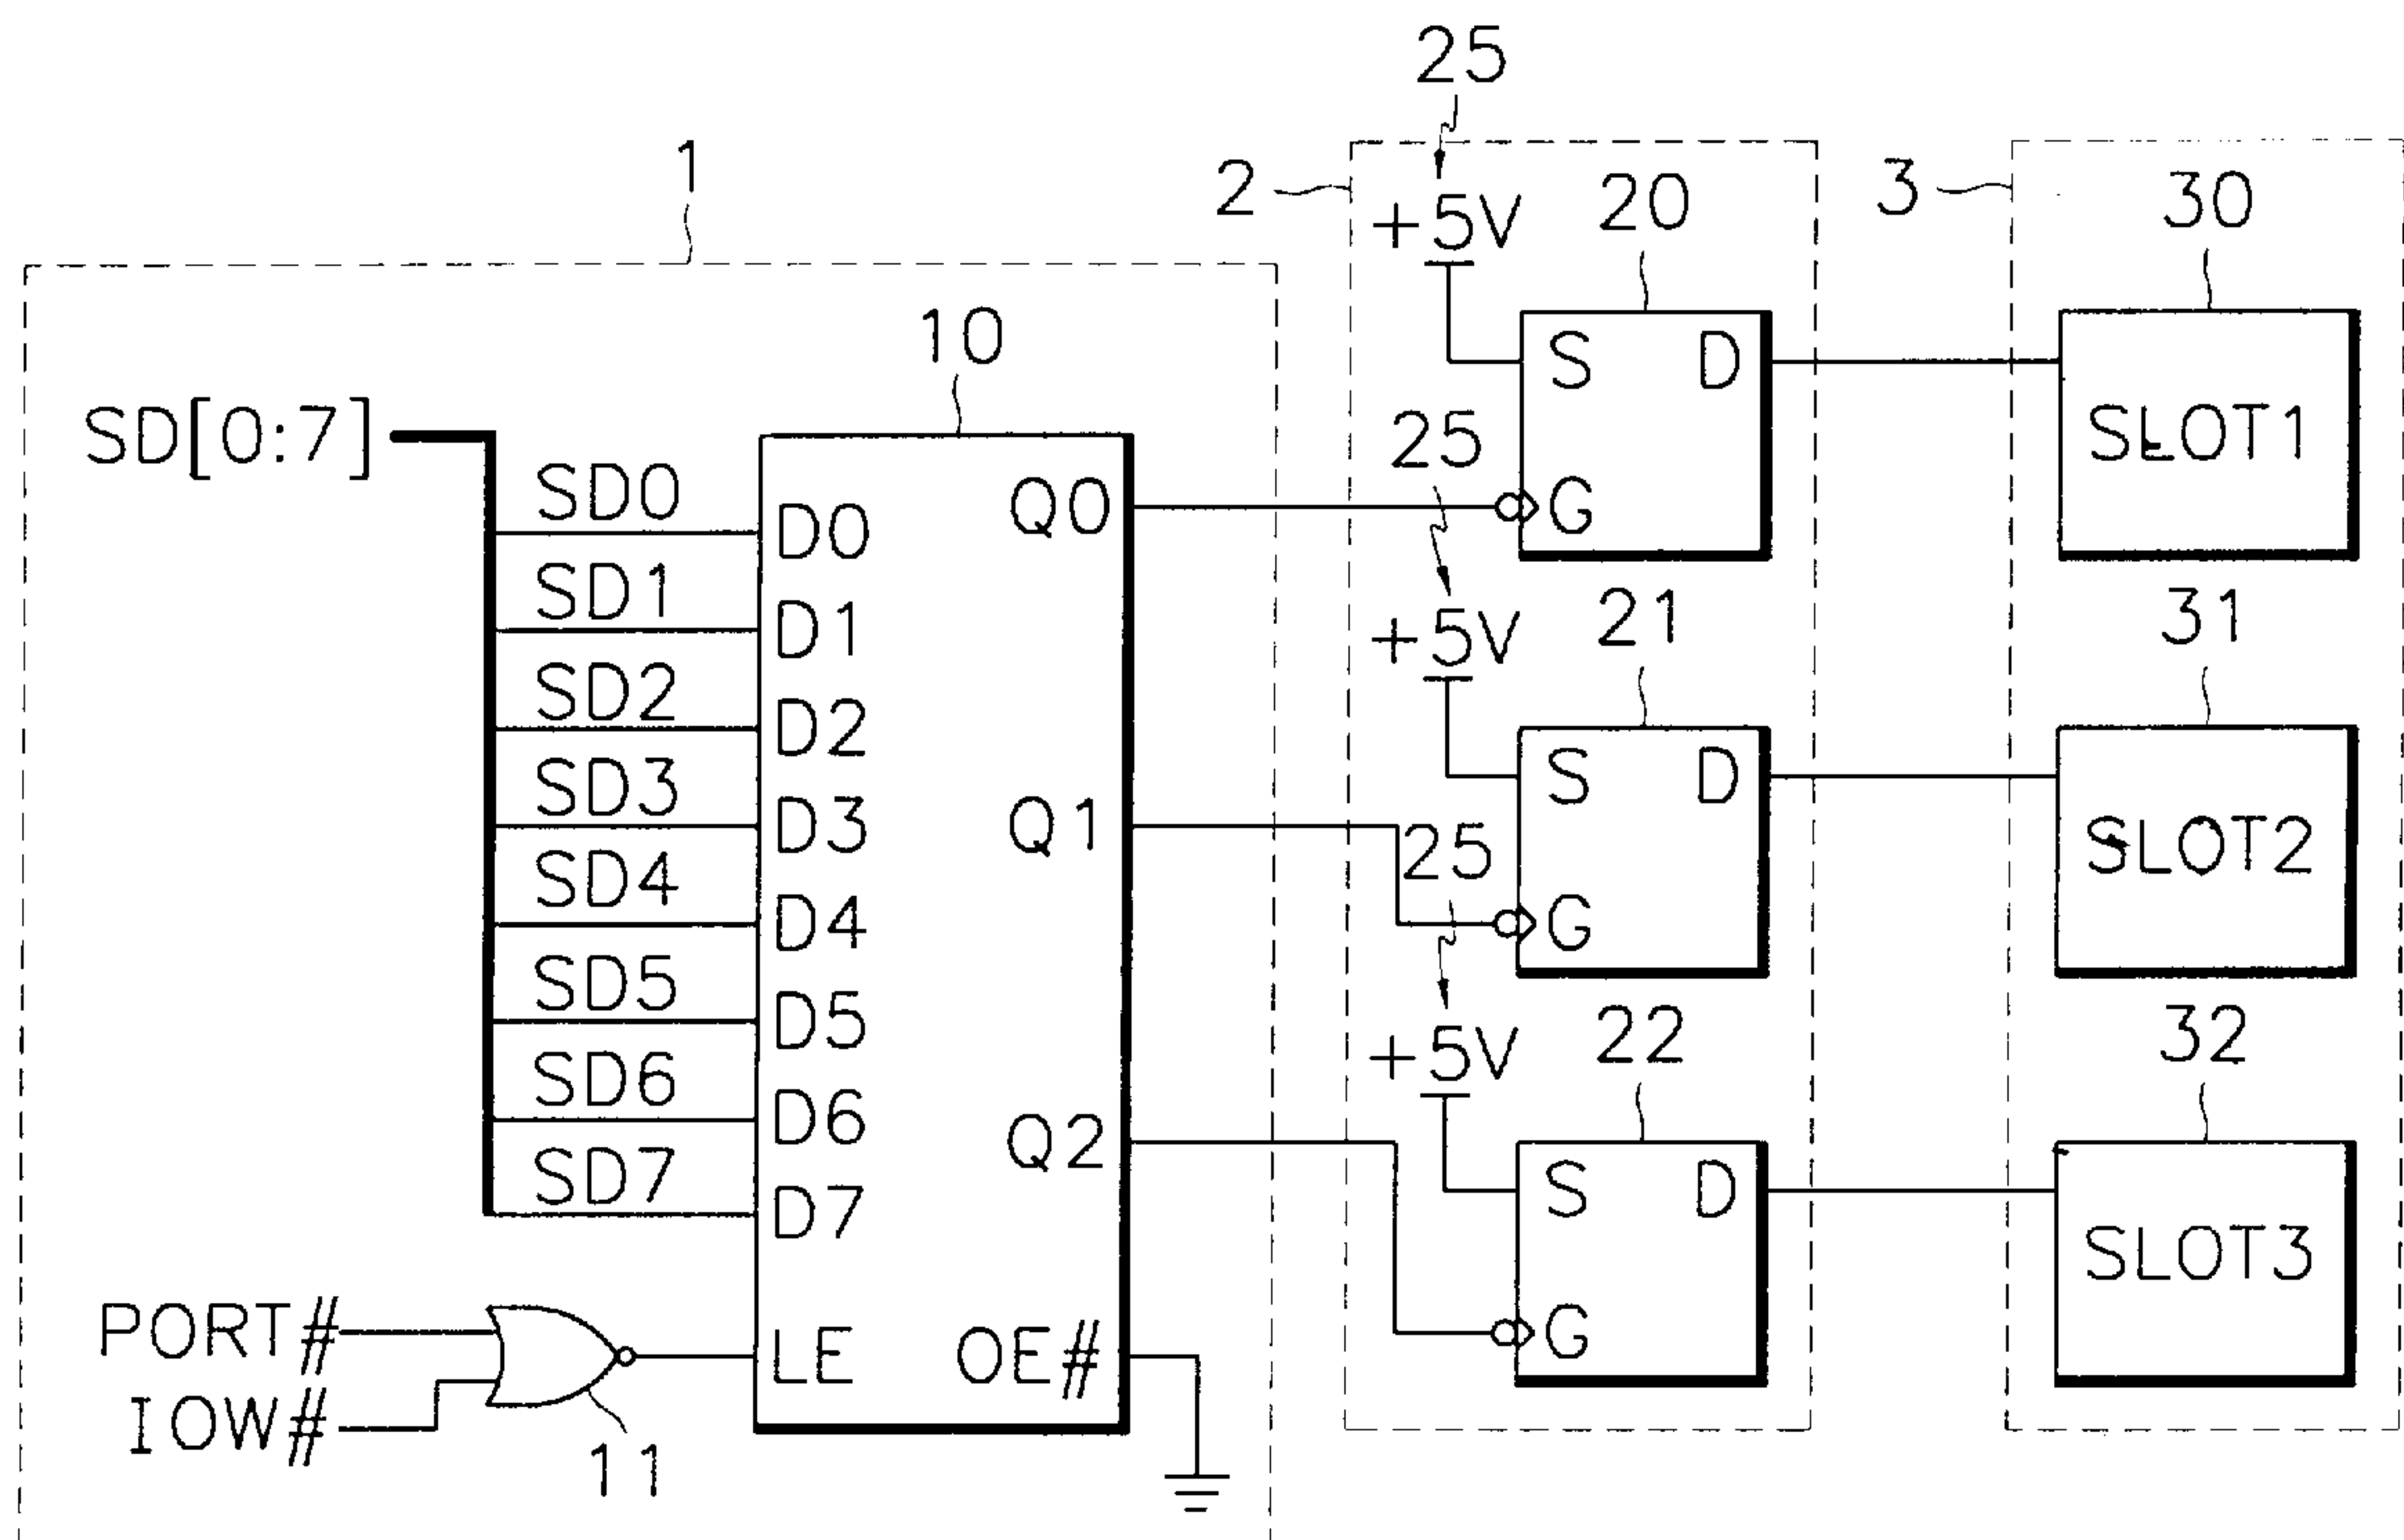 25
1
2
+5V
20
3
30
10
S D
SLOT1
SD[0:7]
25
SD0
D0
Q0
G
SD1
D1
+5V
21
31
SD2
D2
S D
SLOT2
SD3
D3
Q1
25
SD4
D4
G
SD5
D5
+5V
22
32
SD6
D6
Q2
SD7
D7
S D
SLOT3
PORT#
LE
OE#
G
IOW#
11